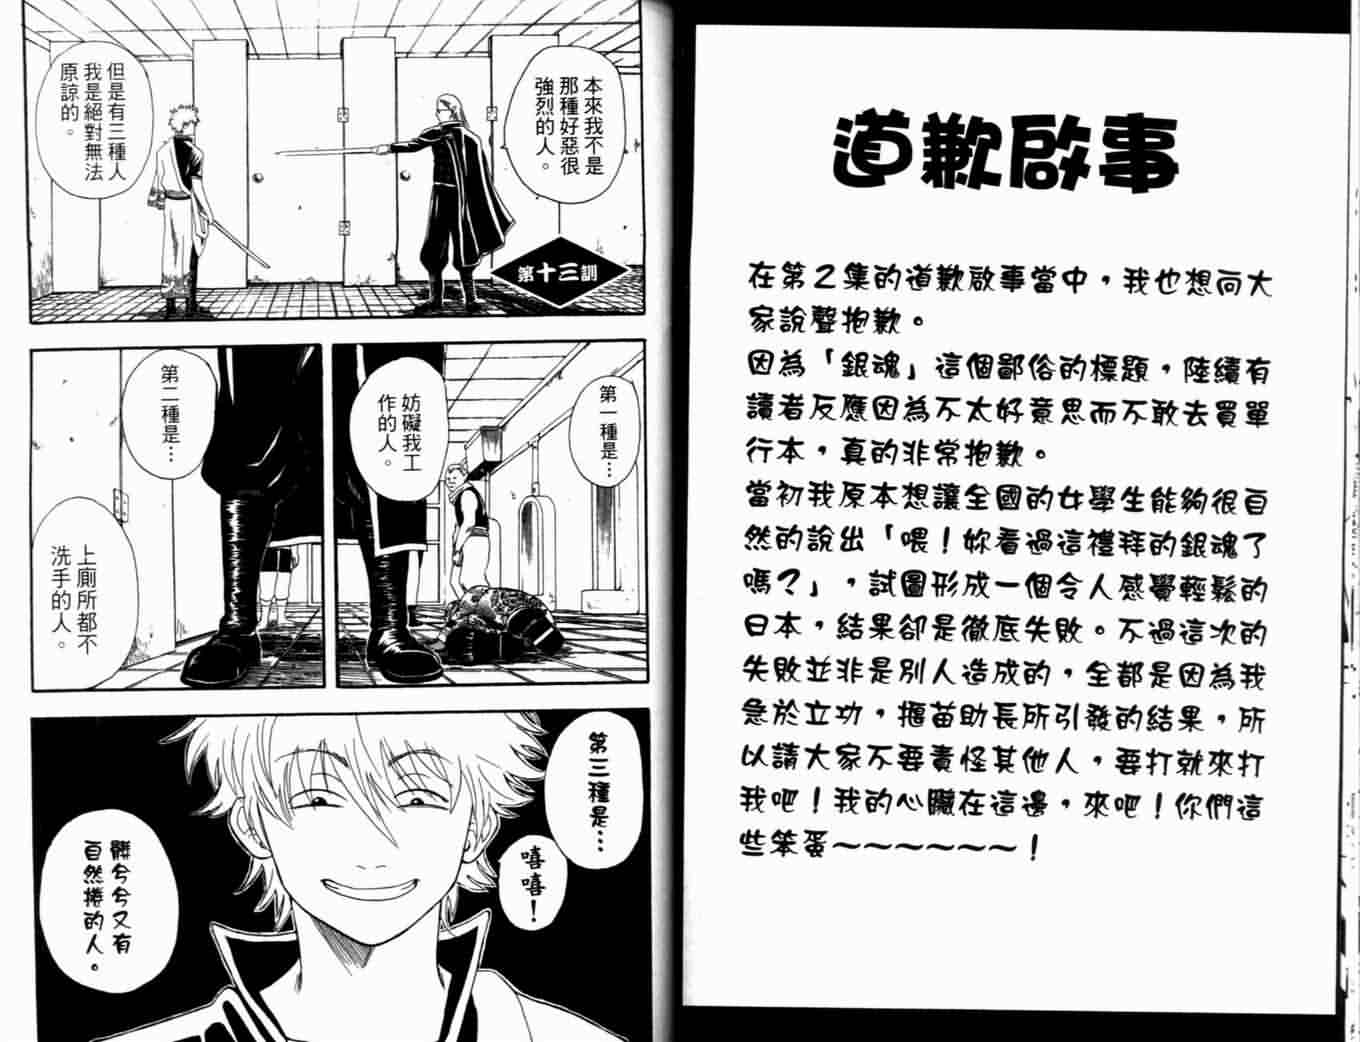 道歉啟事
在第2集的道歉啟事當中，我也想向大
家說聲抱歉。
因為「銀魂」這個鄙俗的標題，陸續有
讀者反應因為不太好意思而不敢去買單
行本，真的非常抱歉。
當初我原本想讓全國的女學生能夠很自
然的說出「喂！妳看過這禮拜的銀魂了
嗎？」，試圖形成一個令人感覺輕鬆的
日本，結果卻是徹底失敗。不過這次的
失敗並非是別人造成的，全都是因為我
急於立功，揠苗助長所引發的結果，所
以請大家不要責怪其他人，要打就來打
我吧！我的心臟在這邊，來吧！你們這
些笨蛋～～～～～～！
本來我不是
那種好惡很
強烈的人。
但是有三種人
我是絕對無法
原諒的。
第十三訓
第一種是…
妨礙我工
作的人。
第二種是…
上廁所都不
洗手的人。
第三種是…
嘻嘻！
髒兮兮又有
自然捲的人。